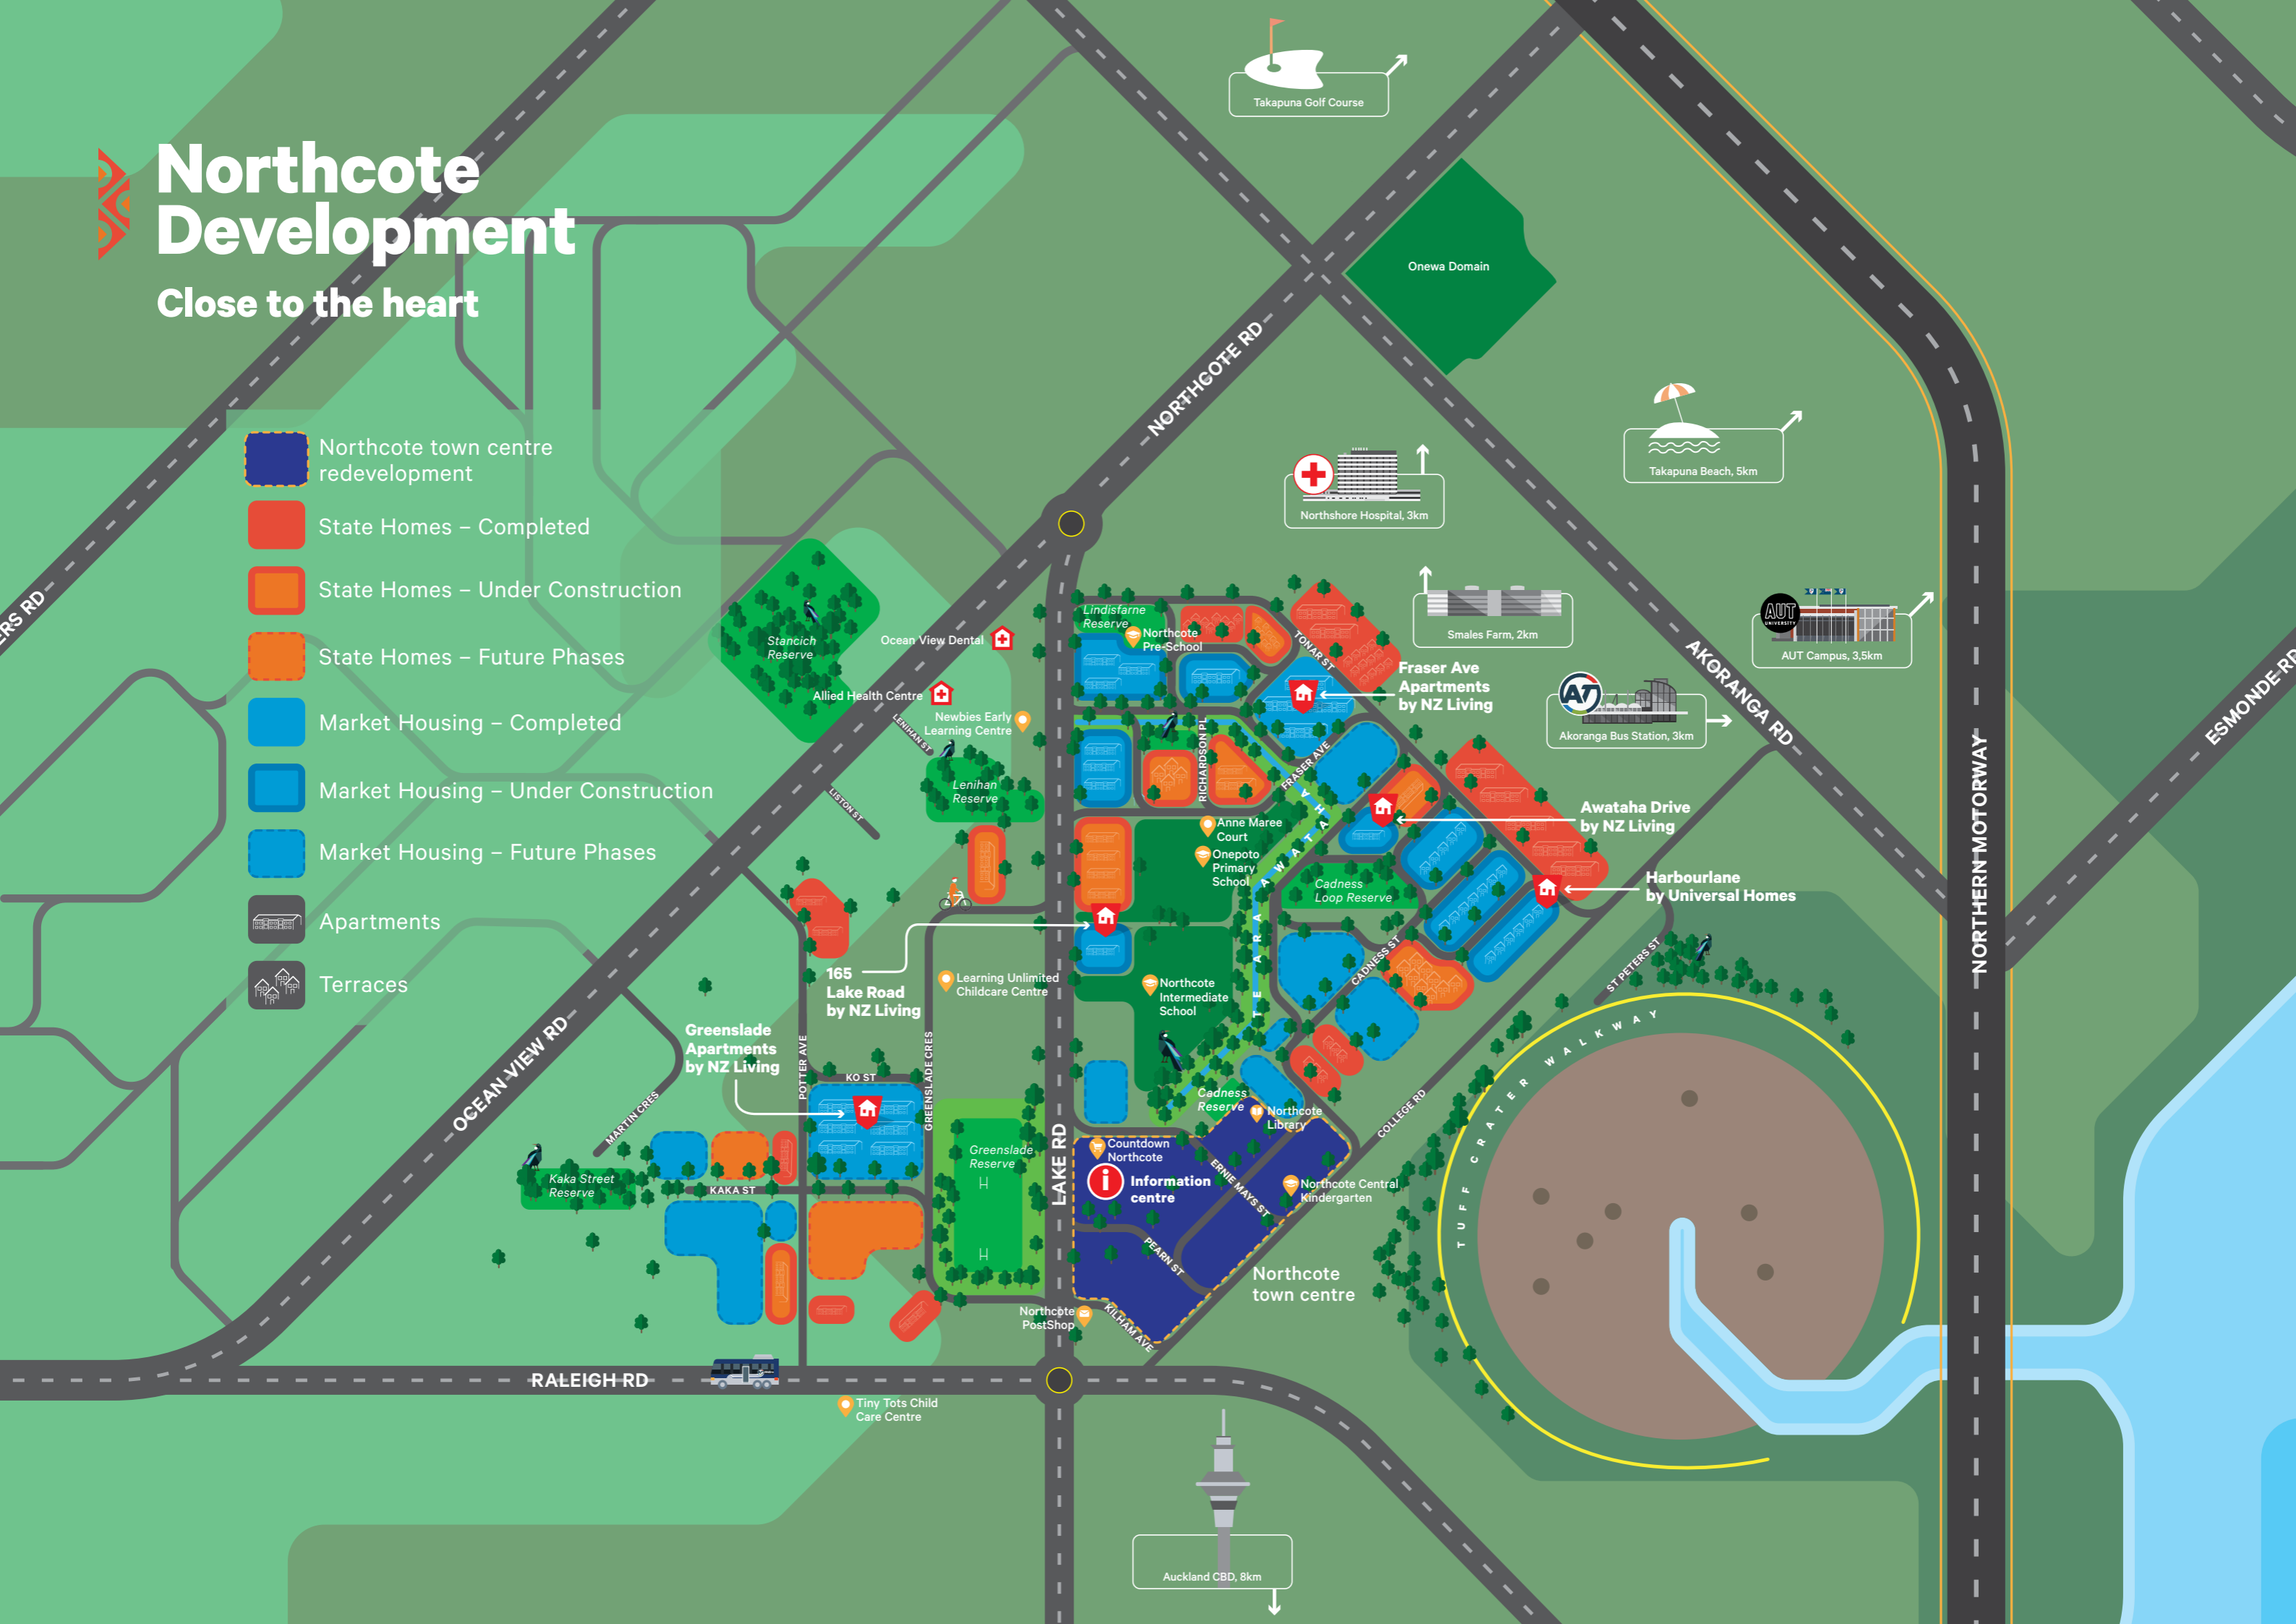 Northcote
Development
Close to the heart
Northcote town centre
redevelopment
State Homes – Completed
State Homes – Under Construction
State Homes – Future Phases
Market Housing – Completed
Market Housing – Under Construction
Market Housing – Future Phases
Apartments
Terraces
Takapuna Golf Course
Onewa Domain
NORTHCOTE RD
Takapuna Beach, 5km
Northshore Hospital, 3km
Smales Farm, 2km
AUT
UNIVERSITY
AUT Campus, 3,5km
AT
Akoranga Bus Station, 3km
AKORANGA RD
ESMONDE RD
NORTHERN MOTORWAY
ERS RD
Stancich
Reserve
Ocean View Dental
Allied Health Centre
Newbies Early
Learning Centre
LENIHAN ST
Lenihan
Reserve
LISTON ST
Lindisfarne
Reserve
Northcote
Pre-School
TONAR ST
Fraser Ave
Apartments
by NZ Living
RICHARDSON PL
FRASER AVE
Awataha Drive
by NZ Living
Anne Maree
Court
Onepoto
Primary
School
TE ARA AWATAHA
Cadness
Loop Reserve
Harbourlane
by Universal Homes
CADNESS ST
ST PETERS ST
165
Lake Road
by NZ Living
Learning Unlimited
Childcare Centre
Northcote
Intermediate
School
Greenslade
Apartments
by NZ Living
POTTER AVE
KO ST
GREENSLADE CRES
OCEAN VIEW RD
MARTIN CRES
Kaka Street
Reserve
KAKA ST
Greenslade
Reserve
LAKE RD
Cadness
Reserve
Northcote
Library
COLLEGE RD
Countdown
Northcote
i
Information
centre
ERNIE MAYS ST
Northcote Central
Kindergarten
PEARN ST
Northcote
town centre
Northcote
PostShop
KILHAM AVE
TUFF CRATER WALKWAY
RALEIGH RD
Tiny Tots Child
Care Centre
Auckland CBD, 8km